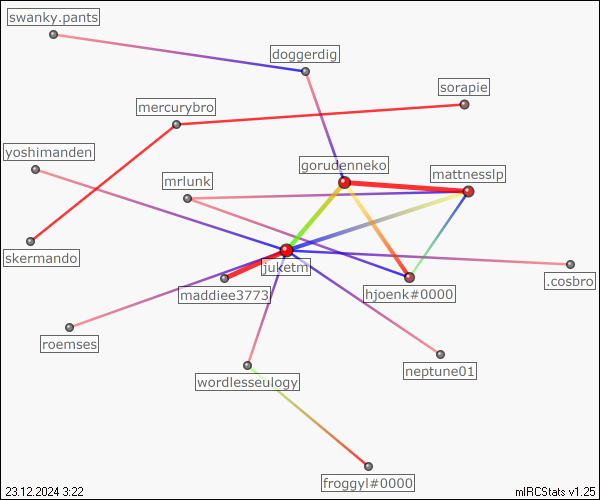 swanky.pants
doggerdig
sorapie
mercurybro
yoshimanden
gorudenneko
mattnesslp
mrlunk
skermando
juketm
.cosbro
maddiee3773
hjoenk#0000
roemses
neptune01
wordlesseulogy
froggyl#0000
23.12.2024 3:22
mIRCStats v1.25